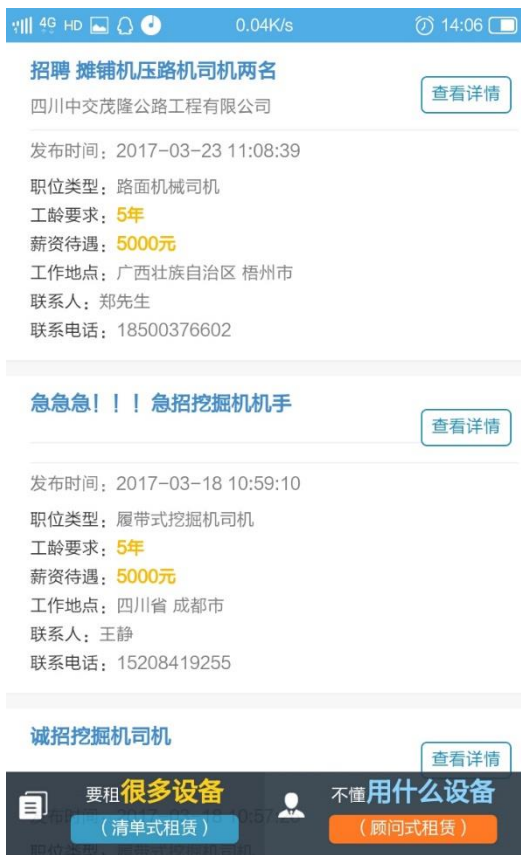 4G HD 0.04K/s 14:06
招聘 摊铺机压路机司机两名
查看详情
四川中交茂隆公路工程有限公司
发布时间：2017-03-23 11:08:39
职位类型：路面机械司机
工龄要求：5年
薪资待遇：5000元
工作地点：广西壮族自治区 梧州市
联系人：郑先生
联系电话：18500376602
急急急！！！急招挖掘机机手
查看详情
发布时间：2017-03-18 10:59:10
职位类型：履带式挖掘机司机
工龄要求：5年
薪资待遇：5000元
工作地点：四川省 成都市
联系人：王静
联系电话：15208419255
诚招挖掘机司机
查看详情
要租很多设备
（清单式租赁）
不懂用什么设备
（顾问式租赁）